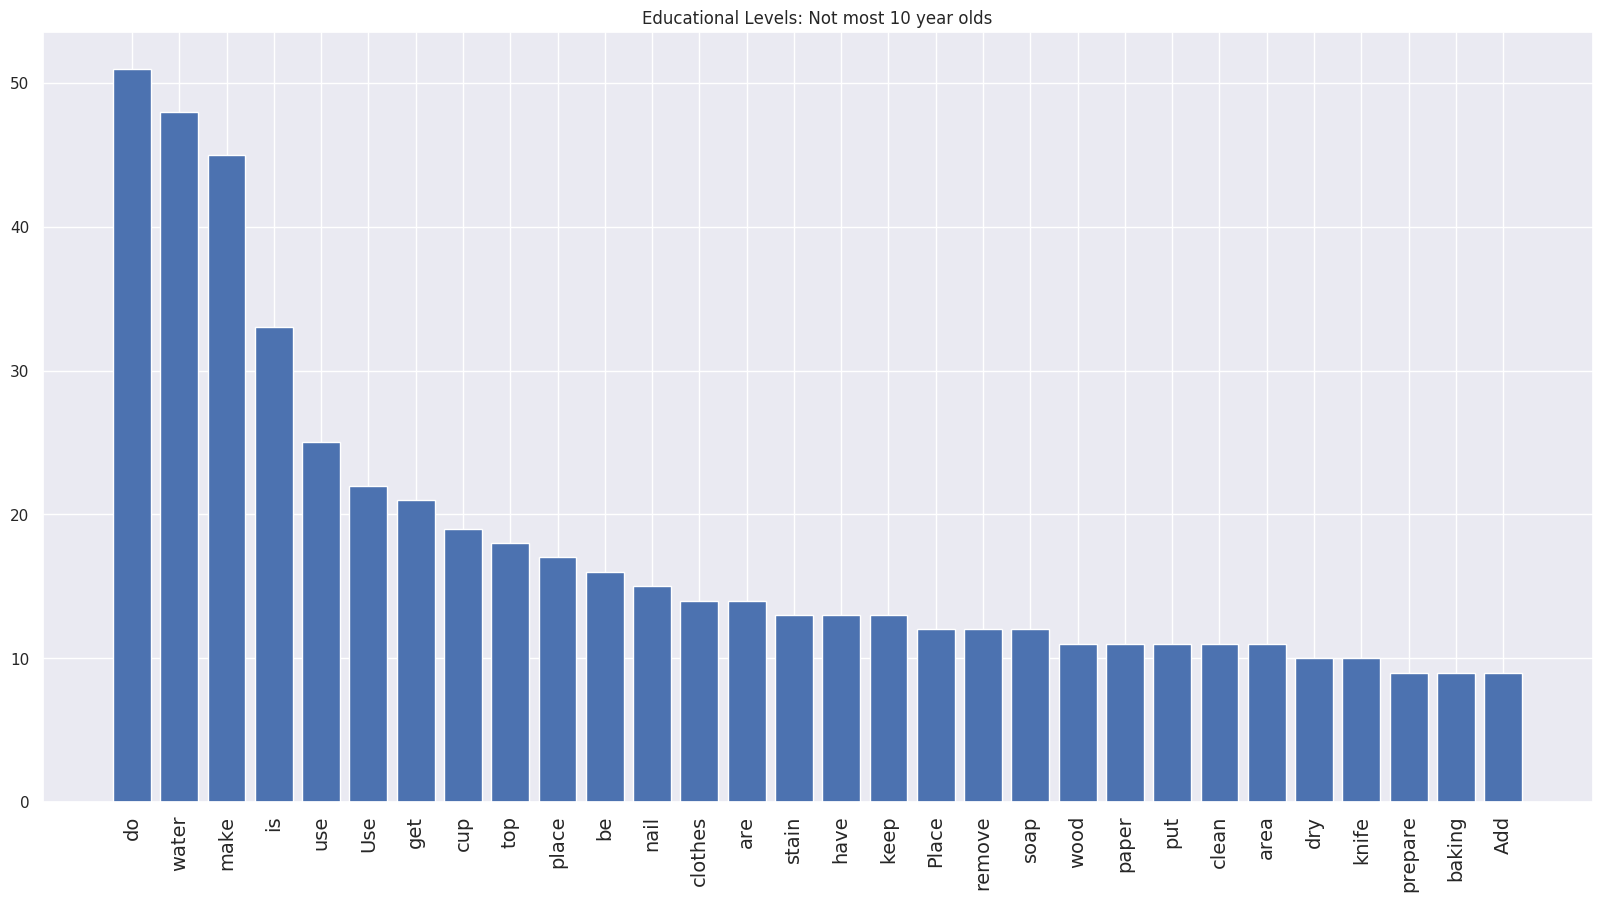 Educational Levels: Not most 10 year olds
50
40
30
20
10
0
do
water
make
is
use
Use
get
cup
top
place
be
nail
clothes
are
stain
have
keep
Place
remove
soap
wood
paper
put
clean
area
dry
knife
prepare
baking
Add